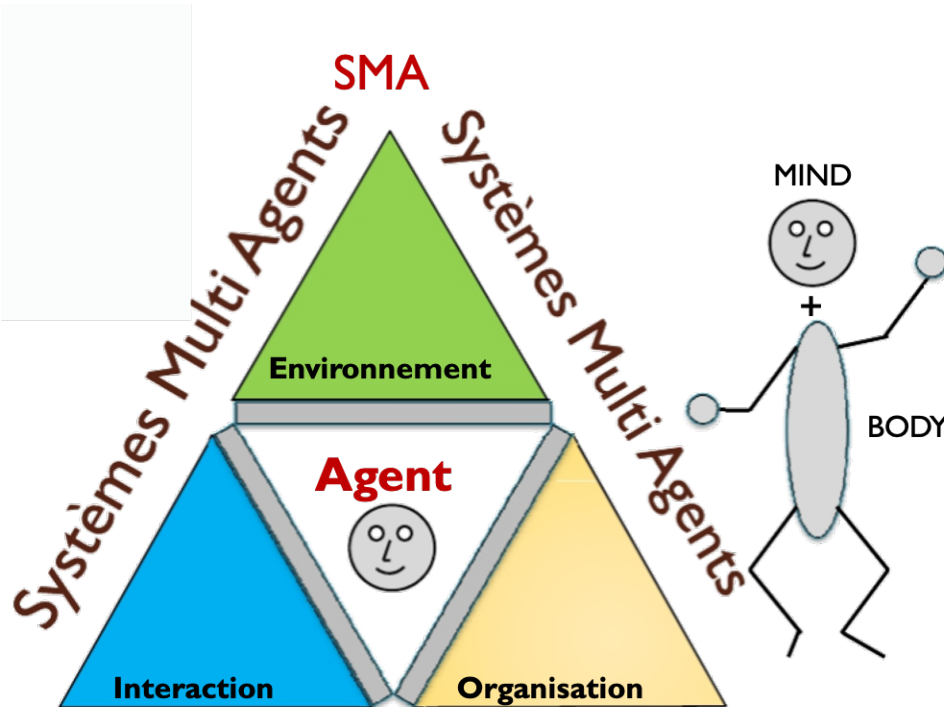 SMA
Systèmes Multi Agents
Systèmes Multi Agents
MIND
+
Environnement
BODY
Agent
Interaction
Organisation